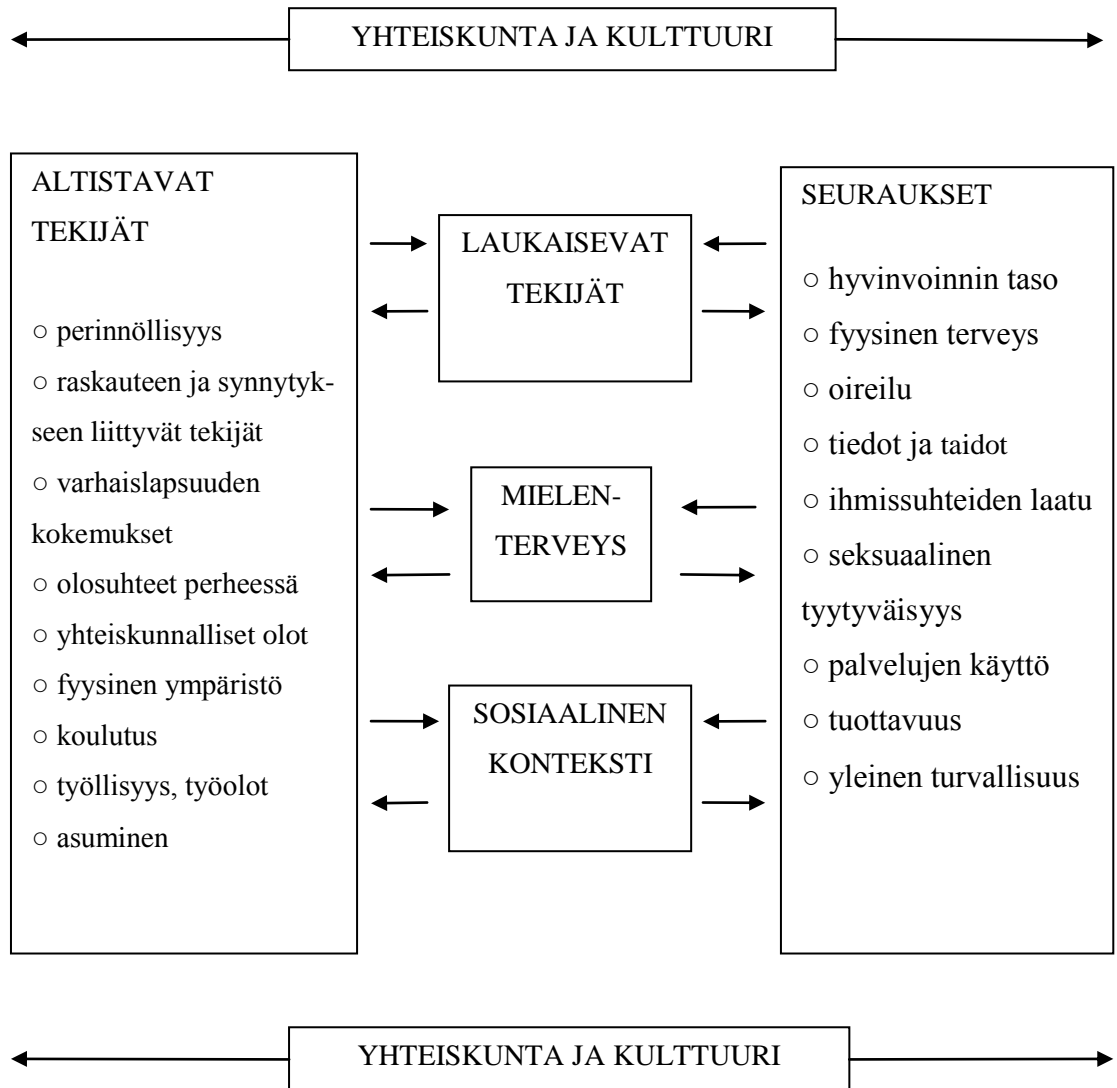 YHTEISKUNTA JA KULTTUURI
ALTISTAVAT
TEKIJÄT
○ perinnöllisyys
○ raskauteen ja synnytyk-
seen liittyvät tekijät
○ varhaislapsuuden
kokemukset
○ olosuhteet perheessä
○ yhteiskunnalliset olot
○ fyysinen ympäristö
○ koulutus
○ työllisyys, työolot
○ asuminen
LAUKAISEVAT
TEKIJÄT
MIELEN-
TERVEYS
SOSIAALINEN
KONTEKSTI
SEURAUKSET
○ hyvinvoinnin taso
○ fyysinen terveys
○ oireilu
○ tiedot ja taidot
○ ihmissuhteiden laatu
○ seksuaalinen
tyytyväisyys
○ palvelujen käyttö
○ tuottavuus
○ yleinen turvallisuus
YHTEISKUNTA JA KULTTUURI